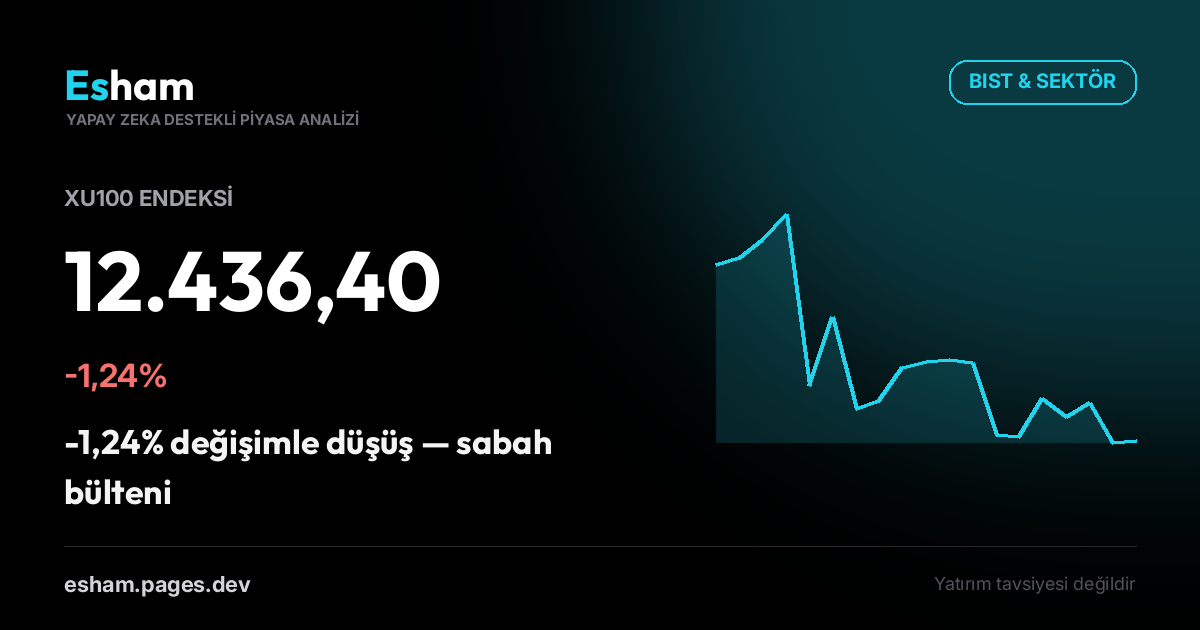 Esham
BIST & SEKTÖR
YAPAY ZEKA DESTEKLİ PİYASA ANALİZİ
XU100 ENDEKSİ
12.436,40
-1,24%
-1,24% değişimle düşüş — sabah
bülteni
esham.pages.dev
Yatırım tavsiyesi değildir